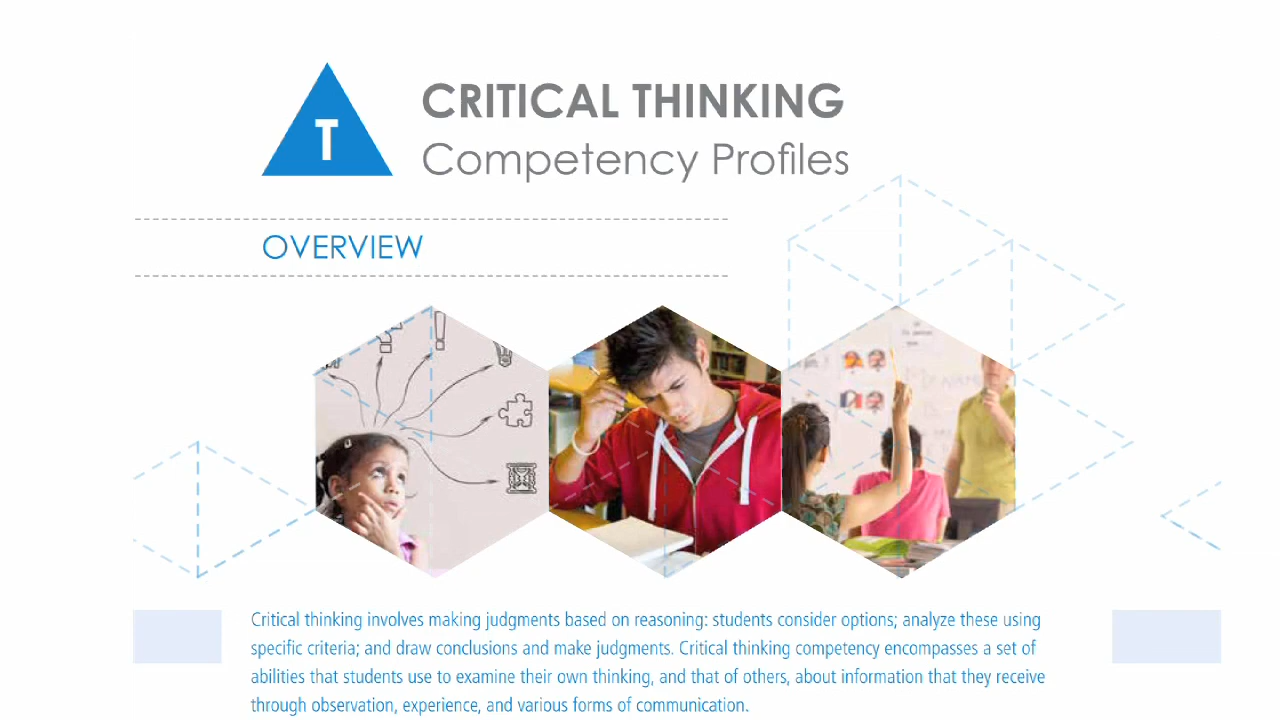 T
CRITICAL THINKING
Competency Profiles
OVERVIEW
Critical thinking involves making judgments based on reasoning: students consider options; analyze these using
specific criteria; and draw conclusions and make judgments. Critical thinking competency encompasses a set of
abilities that students use to examine their own thinking, and that of others, about information that they receive
through observation, experience, and various forms of communication.